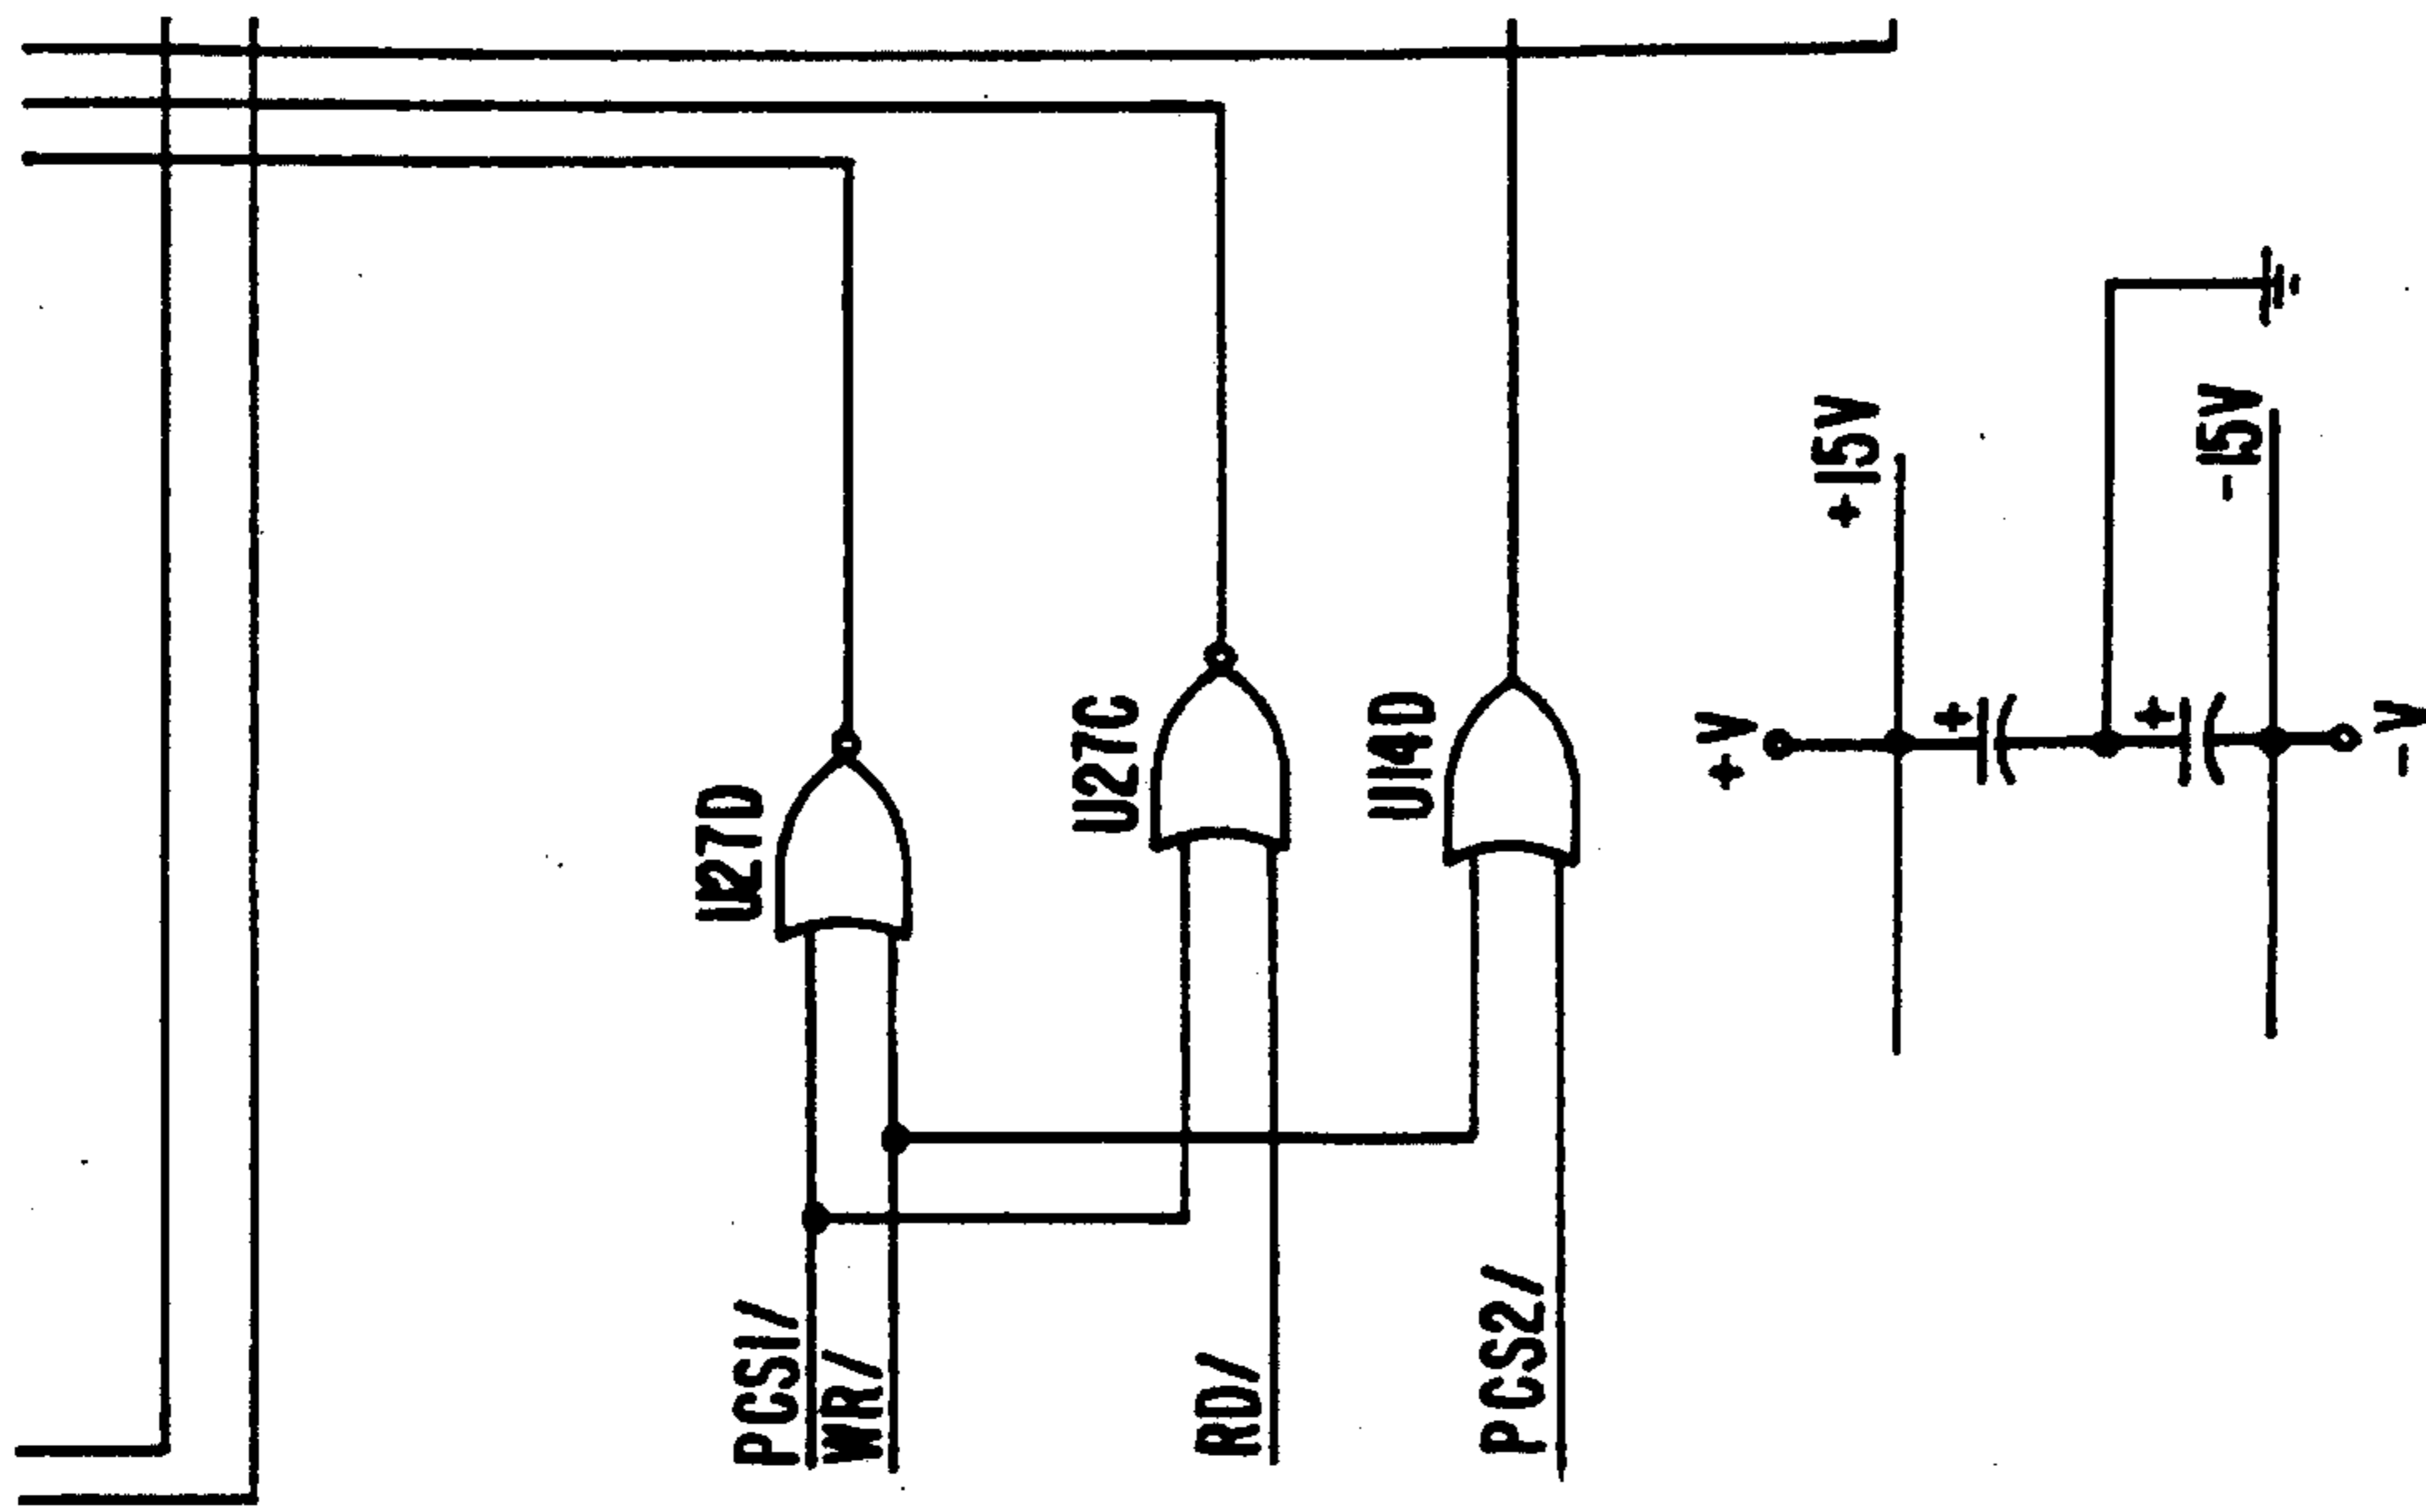 U27D
U27C
U14D
PCS1/
WR/
RD/
PCS2/
+V
+15V
+
+
-15V
-V